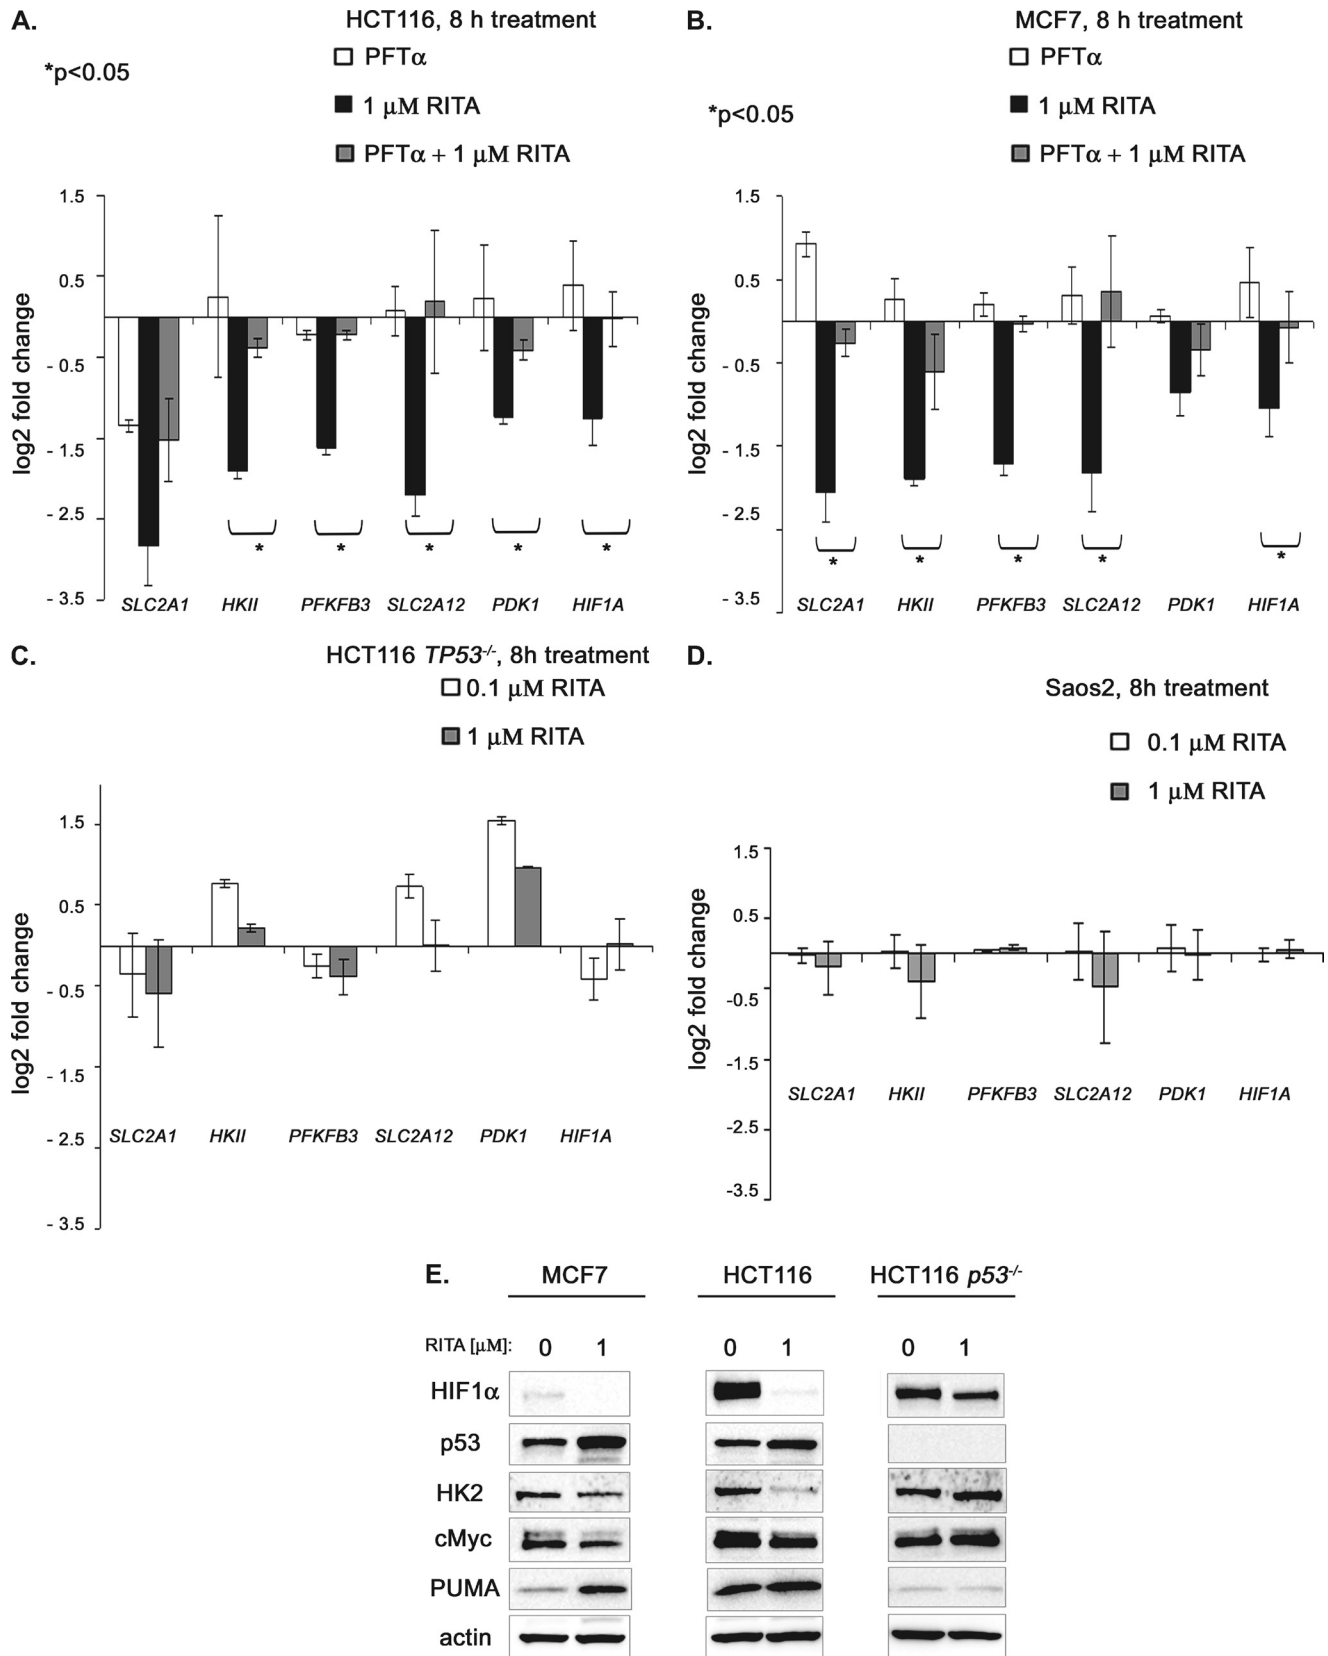 A.
HCT116, 8 h treatment
*p<0.05
PFTα
1 µM RITA
PFTα + 1 µM RITA
log2 fold change
1.5
0.5
- 0.5
- 1.5
- 2.5
- 3.5
* * * * *
SLC2A1 HKII PFKFB3 SLC2A12 PDK1 HIF1A
B.
MCF7, 8 h treatment
*p<0.05
PFTα
1 µM RITA
PFTα + 1 µM RITA
log2 fold change
1.5
0.5
- 0.5
- 1.5
- 2.5
- 3.5
* * * * *
SLC2A1 HKII PFKFB3 SLC2A12 PDK1 HIF1A
C.
HCT116 TP53-/-, 8h treatment
0.1 µM RITA
1 µM RITA
log2 fold change
1.5
0.5
- 0.5
- 1.5
- 2.5
- 3.5
SLC2A1 HKII PFKFB3 SLC2A12 PDK1 HIF1A
D.
Saos2, 8h treatment
0.1 µM RITA
1 µM RITA
log2 fold change
1.5
0.5
-0.5
-1.5
-2.5
-3.5
SLC2A1 HKII PFKFB3 SLC2A12 PDK1 HIF1A
E.
MCF7 HCT116 HCT116 p53-/-
RITA [µM]: 0 1 0 1 0 1
HIF1α
p53
HK2
cMyc
PUMA
actin